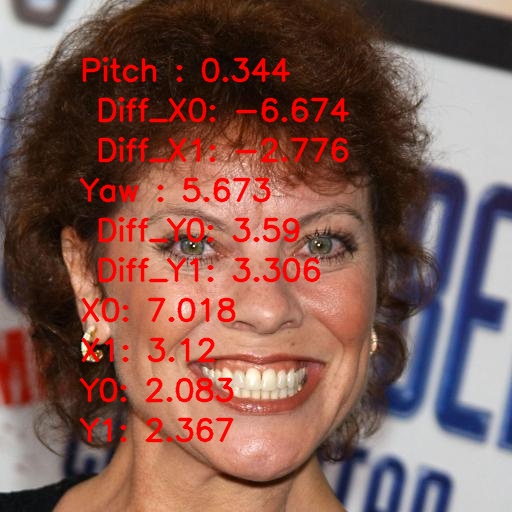 Pitch : 0.344
Diff_X0: -6.674
Diff_X1: -2.776
Yaw : 5.673
Diff_Y0: 3.59
Diff_Y1: 3.306
X0: 7.018
X1: 3.12
Y0: 2.083
Y1: 2.367